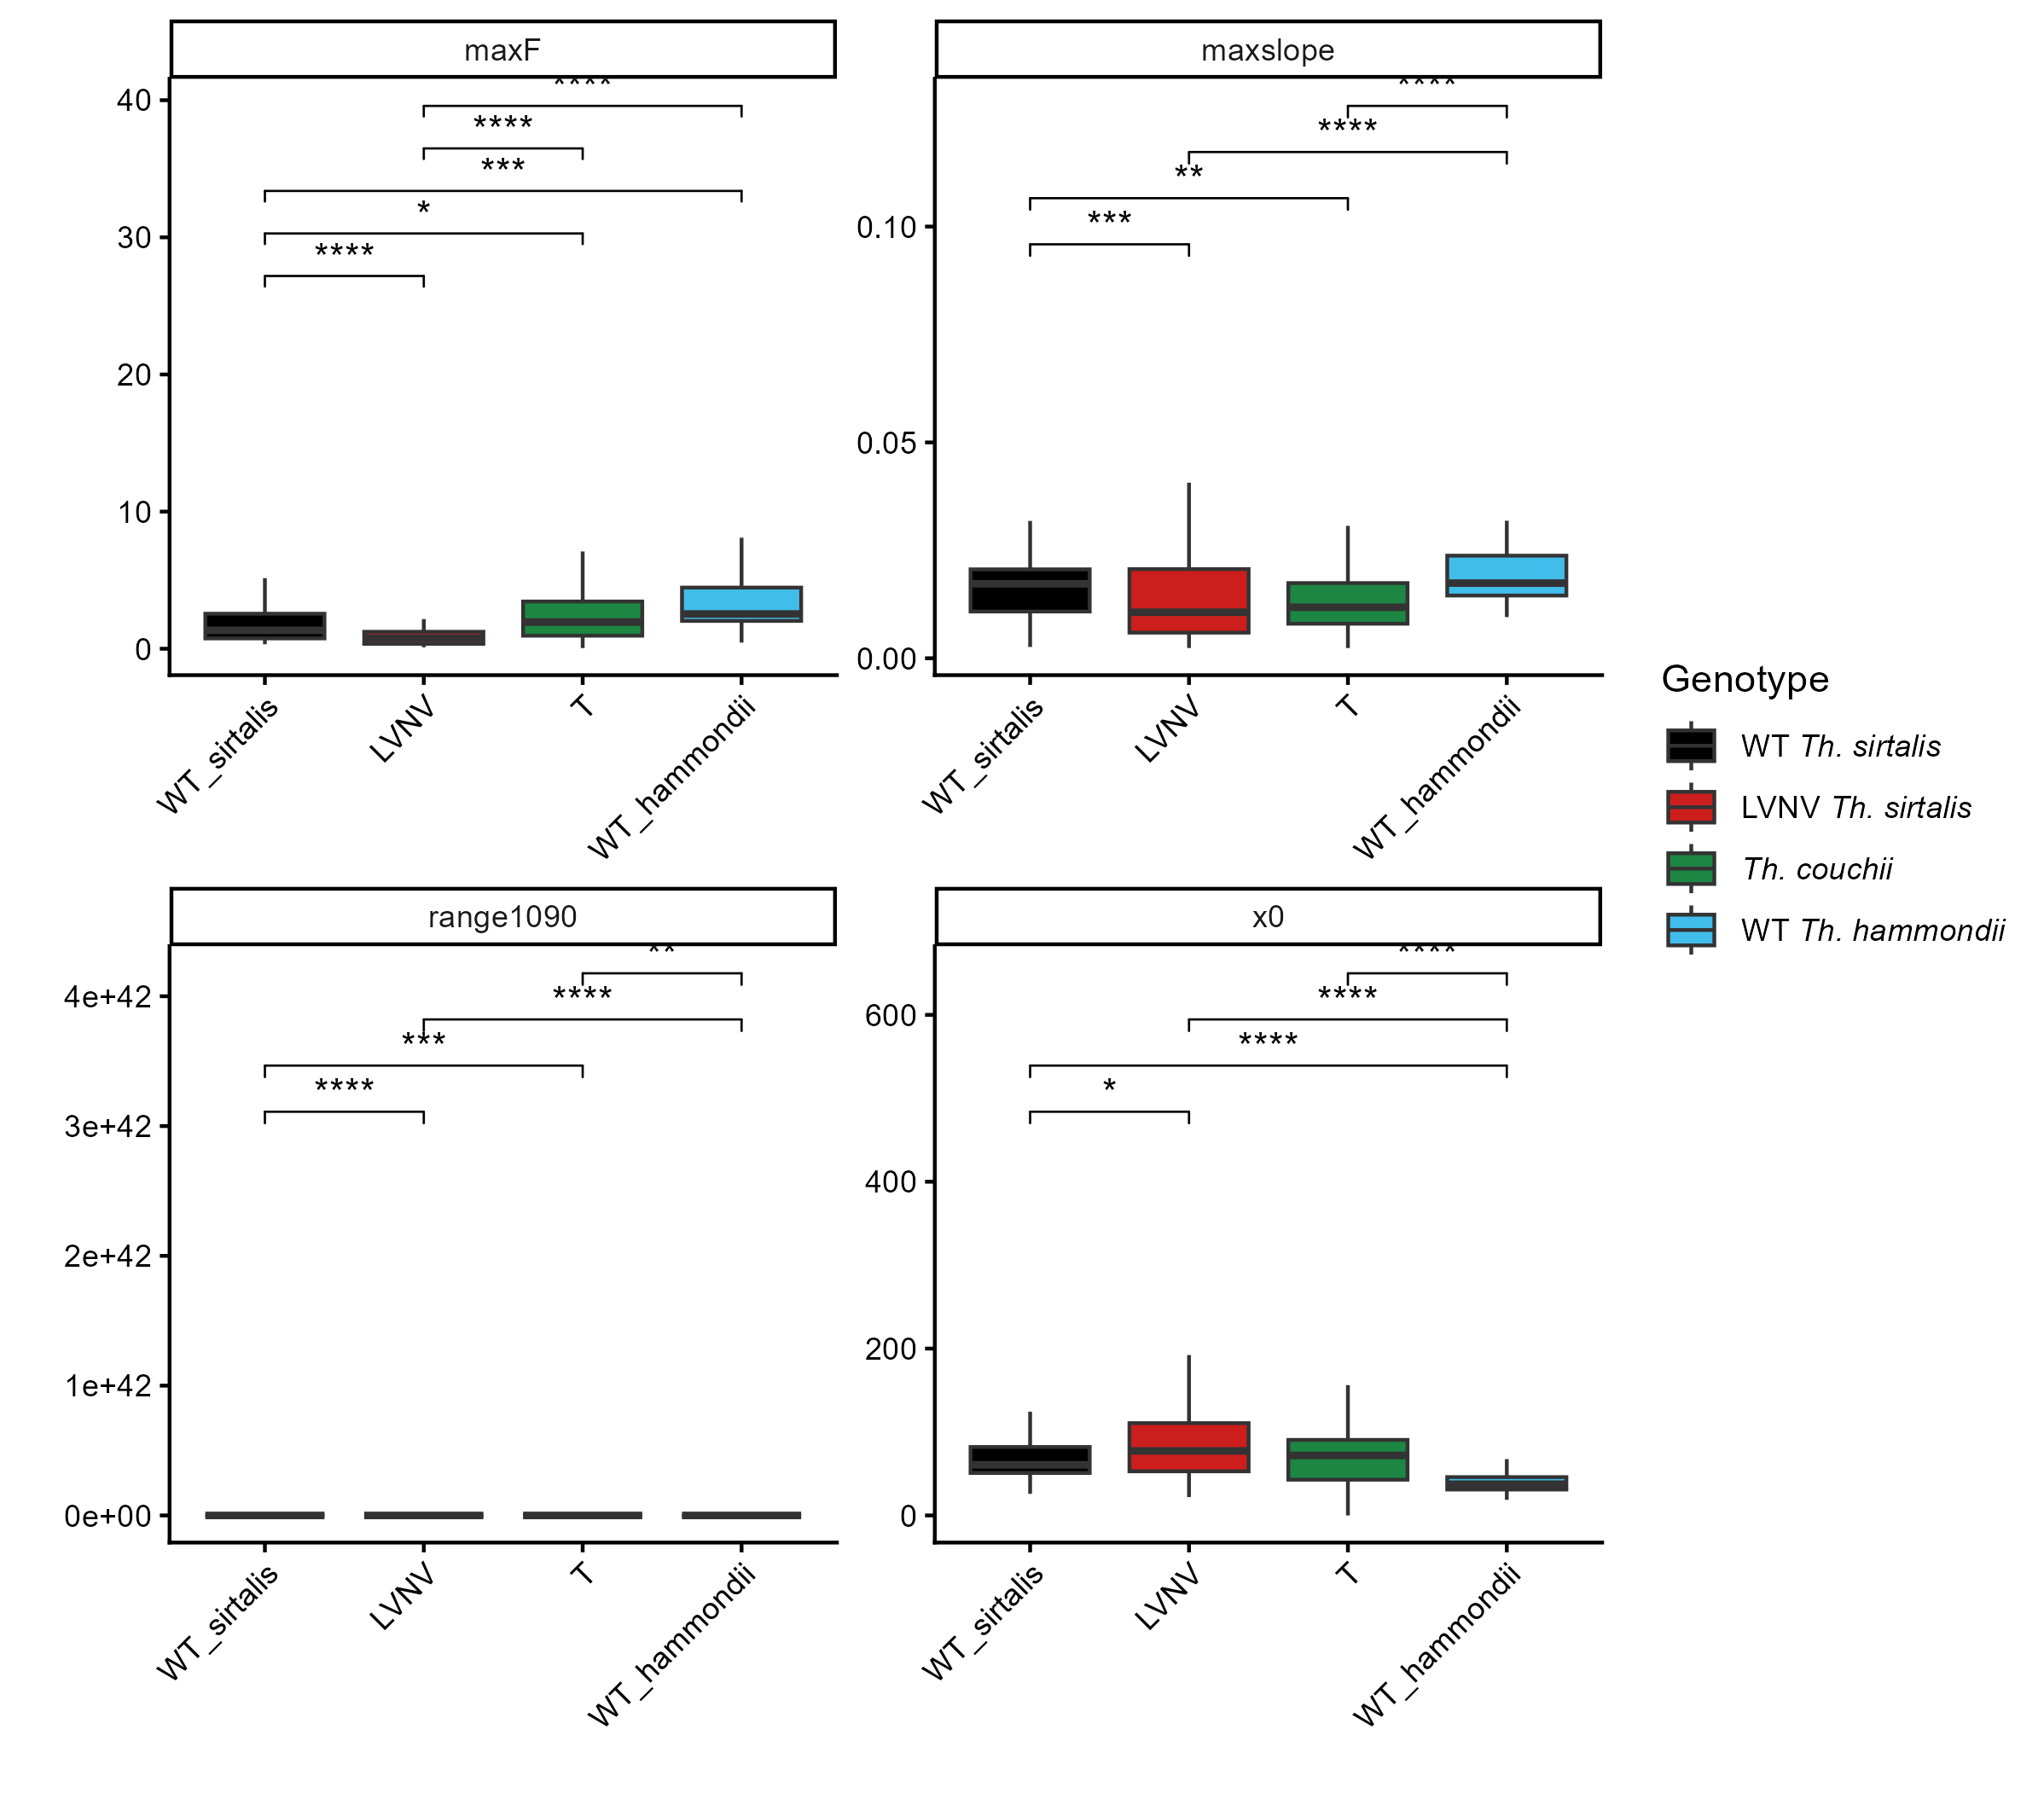 maxF
maxslope
40
30
20
10
0
****
****
***
*
****
0.10
0.05
0.00
****
****
**
***
WT_sirtalis
LVNV
T
WT_hammondii
WT_sirtalis
LVNV
T
WT_hammondii
Genotype
WT Th. sirtalis
LVNV Th. sirtalis
Th. couchii
WT Th. hammondii
range1090
x0
4e+42
3e+42
2e+42
1e+42
0e+00
**
****
***
****
600
400
200
0
****
****
****
*
WT_sirtalis
LVNV
T
WT_hammondii
WT_sirtalis
LVNV
T
WT_hammondii